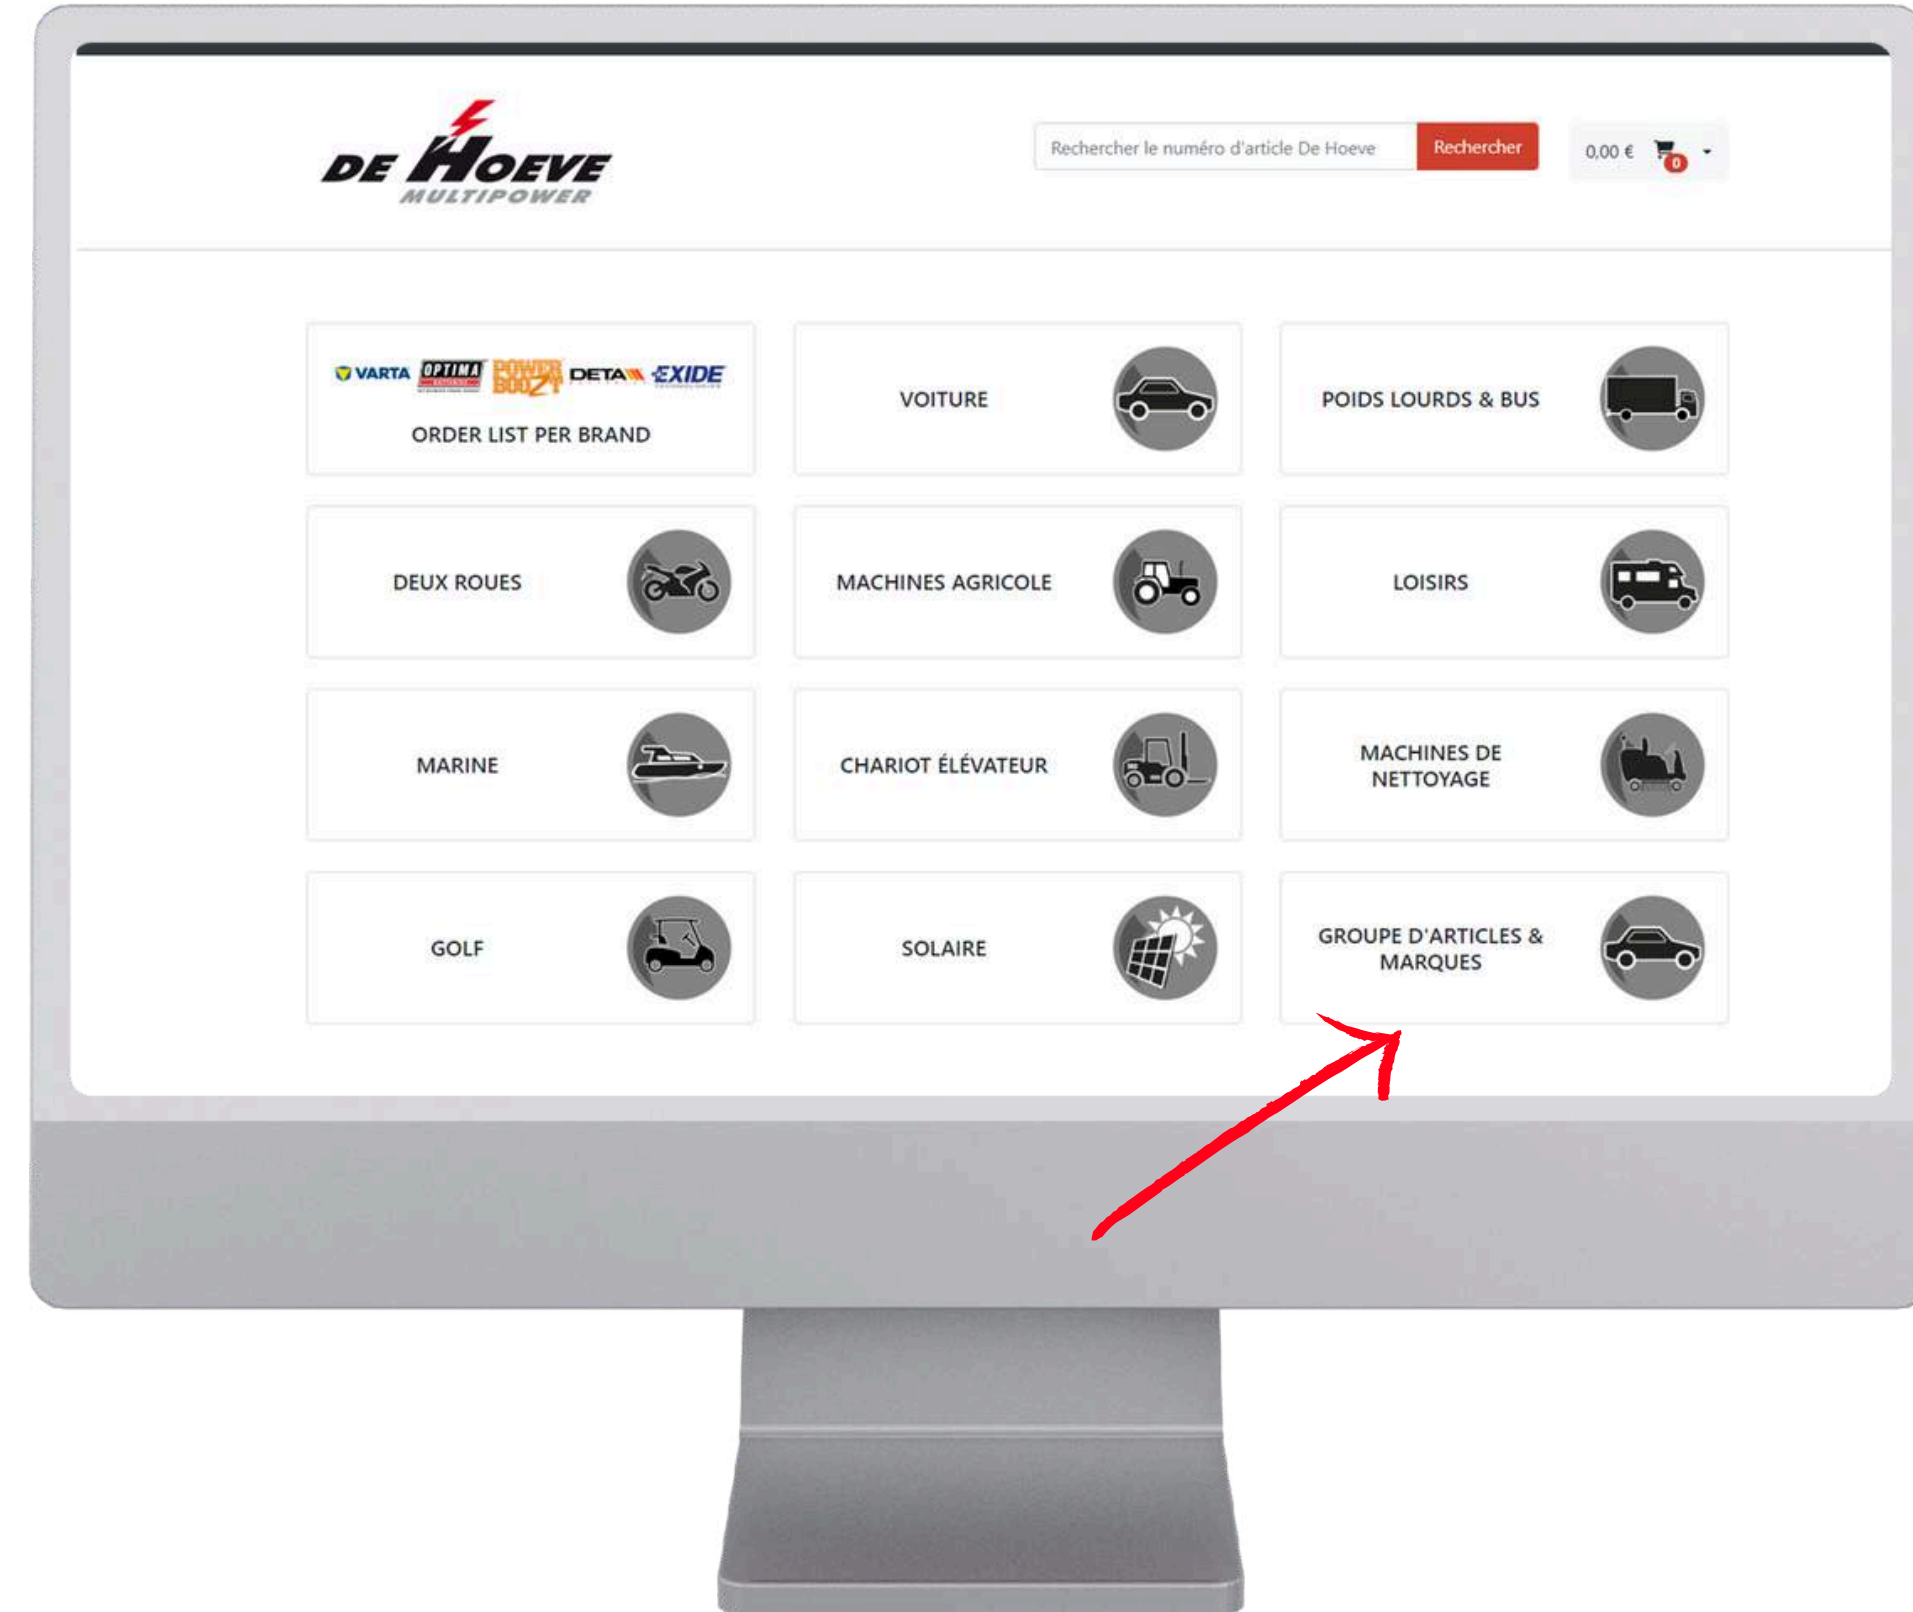 DE HOEVE
MULTIPOWER
Rechercher le numéro d'article De Hoeve
Rechercher
0,00 €
0
VARTA OPTIMA POWER BOOZT DETA EXIDE
ORDER LIST PER BRAND
VOITURE
POIDS LOURDS & BUS
DEUX ROUES
MACHINES AGRICOLE
LOISIRS
MARINE
CHARIOT ÉLÉVATEUR
MACHINES DE
NETTOYAGE
GOLF
SOLAIRE
GROUPE D'ARTICLES &
MARQUES